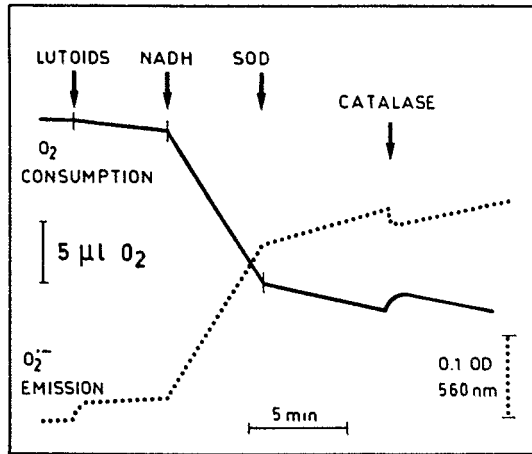 LUTOIDS NADH SOD
CATALASE
O₂
CONSUMPTION
5 µl O₂
O₂·⁻
EMISSION
0.1 OD
560 nm
5 min